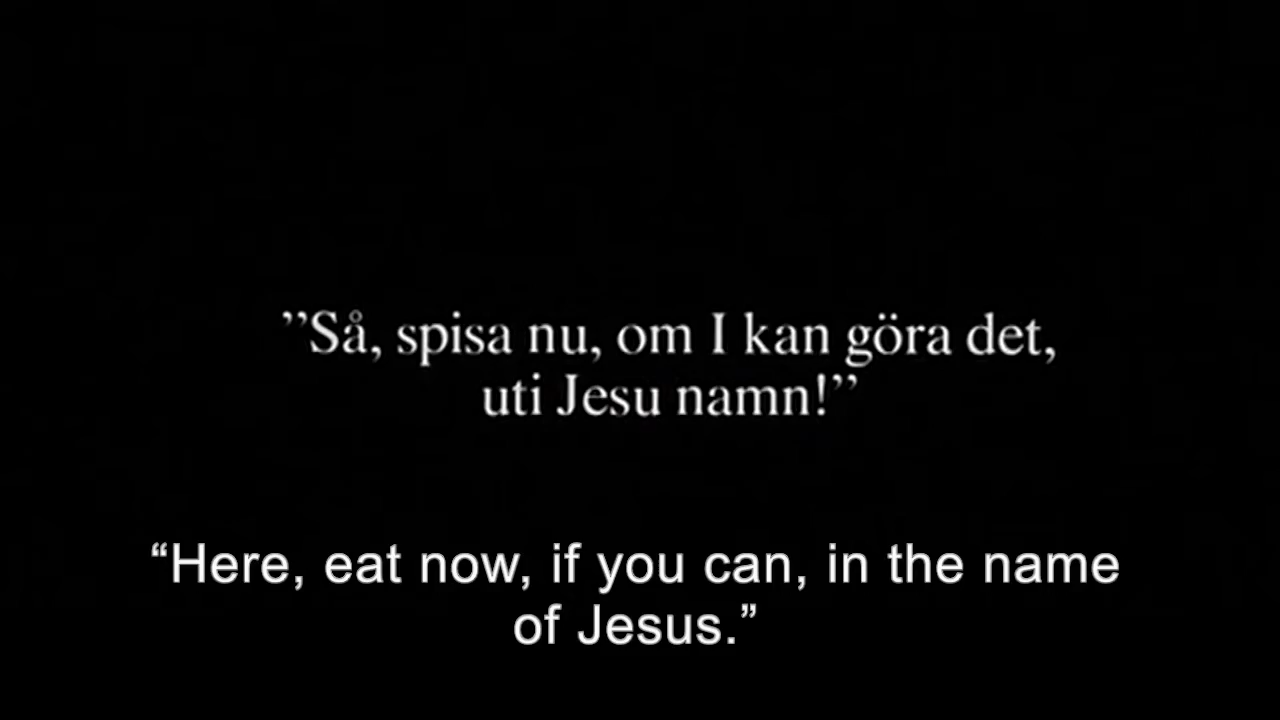 ”Så, spisa nu, om I kan göra det,
uti Jesu namn!”
“Here, eat now, if you can, in the name
of Jesus.”